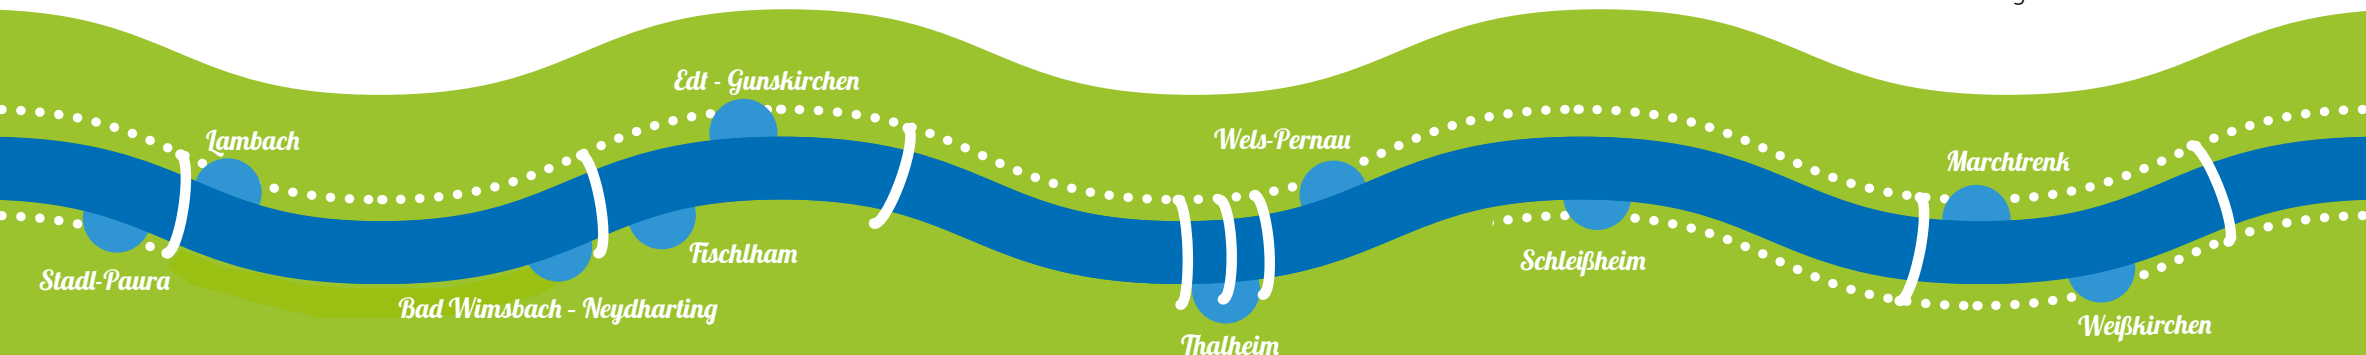 Edt - Gunskirchen
Lambach
Wels-Pernau
Marchtrenk
Stadl-Paura
Fischlham
Schleißheim
Bad Wimsbach - Neydharting
Thalheim
Weißkirchen